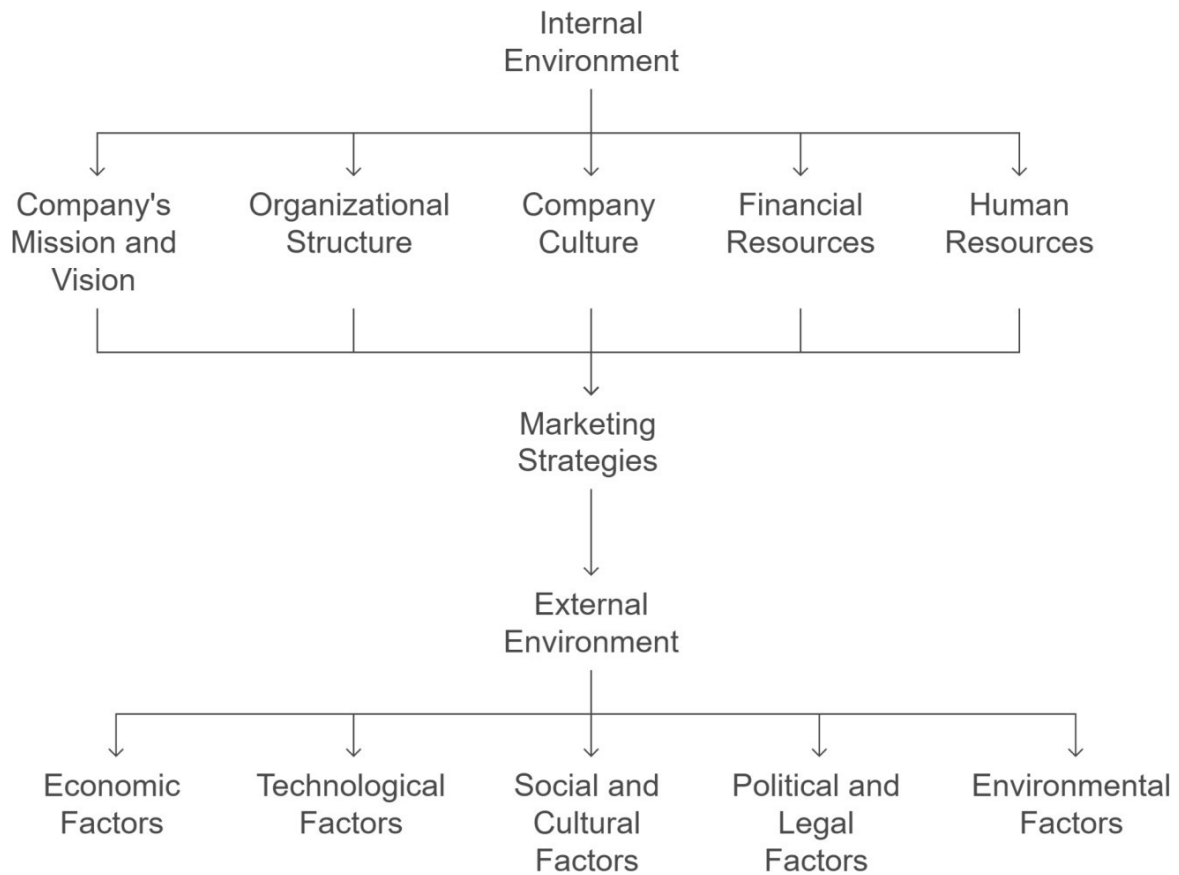 Internal
Environment
Company's
Mission and
Vision
Organizational
Structure
Company
Culture
Financial
Resources
Human
Resources
Marketing
Strategies
External
Environment
Economic
Factors
Technological
Factors
Social and
Cultural
Factors
Political and
Legal
Factors
Environmental
Factors